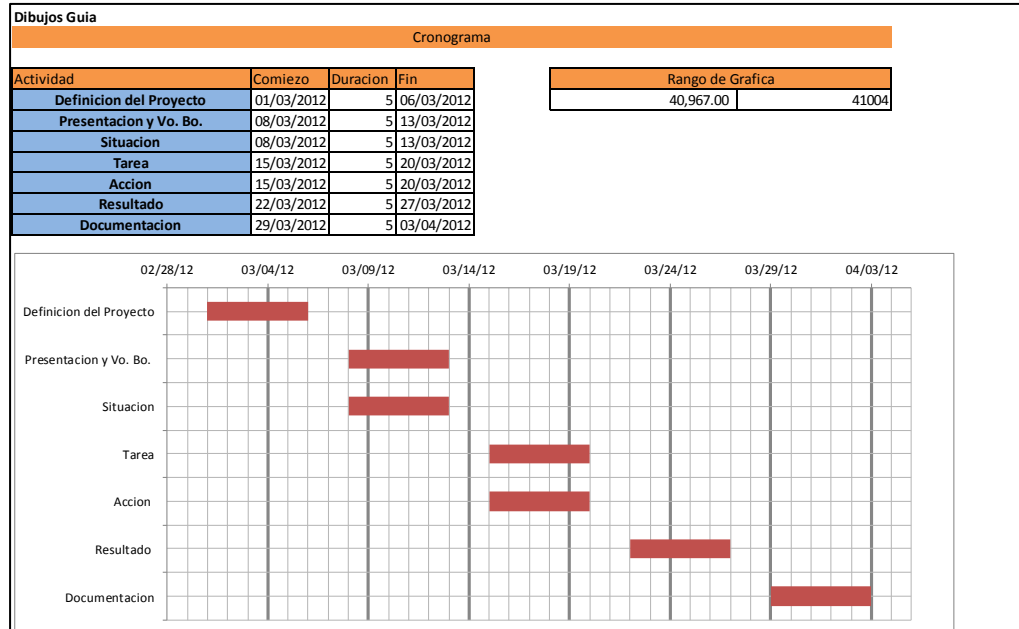 Dibujos Guia
Cronograma
Actividad Comiezo Duracion Fin
Definicion del Proyecto 01/03/2012 5 06/03/2012
Presentacion y Vo. Bo. 08/03/2012 5 13/03/2012
Situacion 08/03/2012 5 13/03/2012
Tarea 15/03/2012 5 20/03/2012
Accion 15/03/2012 5 20/03/2012
Resultado 22/03/2012 5 27/03/2012
Documentacion 29/03/2012 5 03/04/2012
Rango de Grafica
40,967.00 41004
02/28/12 03/04/12 03/09/12 03/14/12 03/19/12 03/24/12 03/29/12 04/03/12
Definicion del Proyecto
Presentacion y Vo. Bo.
Situacion
Tarea
Accion
Resultado
Documentacion